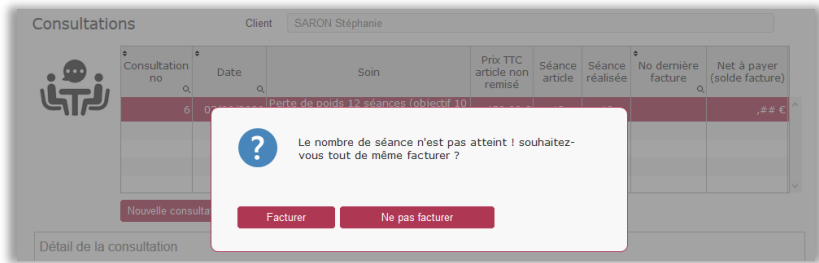 Consultations
Client SARON Stéphanie
Consultation no Date Soin Prix TTC article non remisé Séance article Séance réalisée No dernière facture Net à payer (solde facture)
6 Perte de poids 12 séances (objectif 10 ,## €
Le nombre de séance n'est pas atteint ! souhaitez-
vous tout de même facturer ?
Facturer Ne pas facturer
Nouvelle
Détail de la consultation